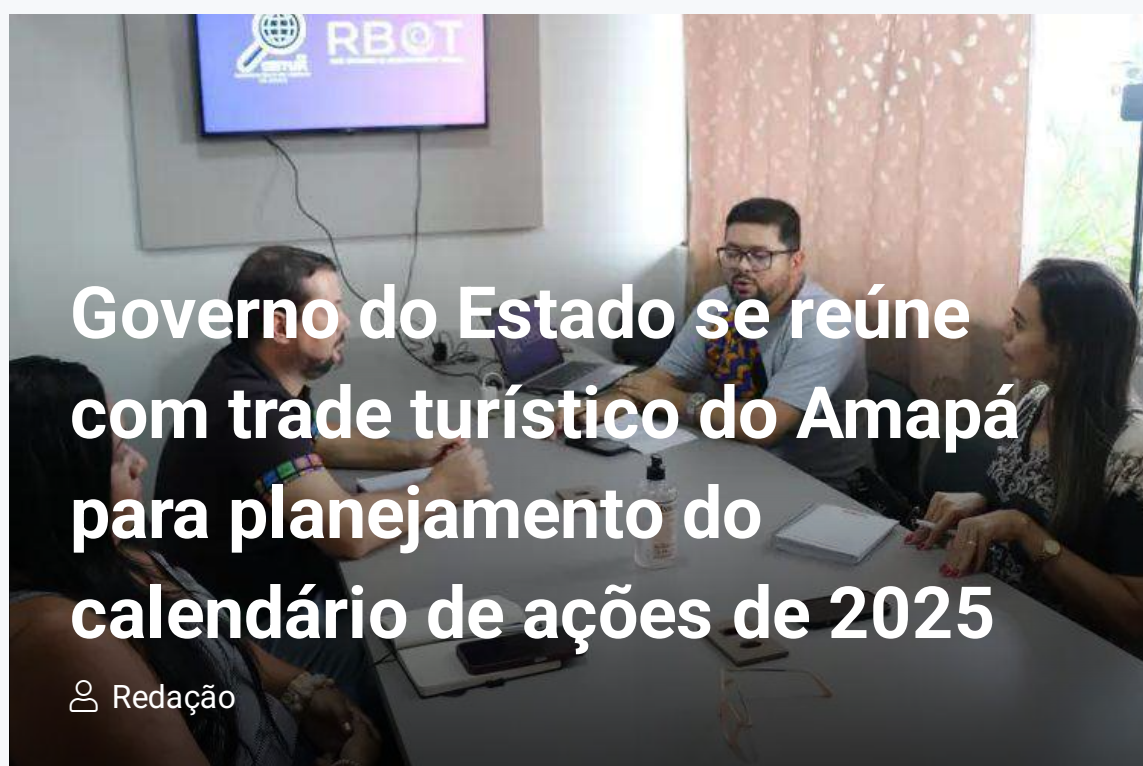 RBOT
Governo do Estado se reúne
com trade turístico do Amapá
para planejamento do
calendário de ações de 2025
Redação